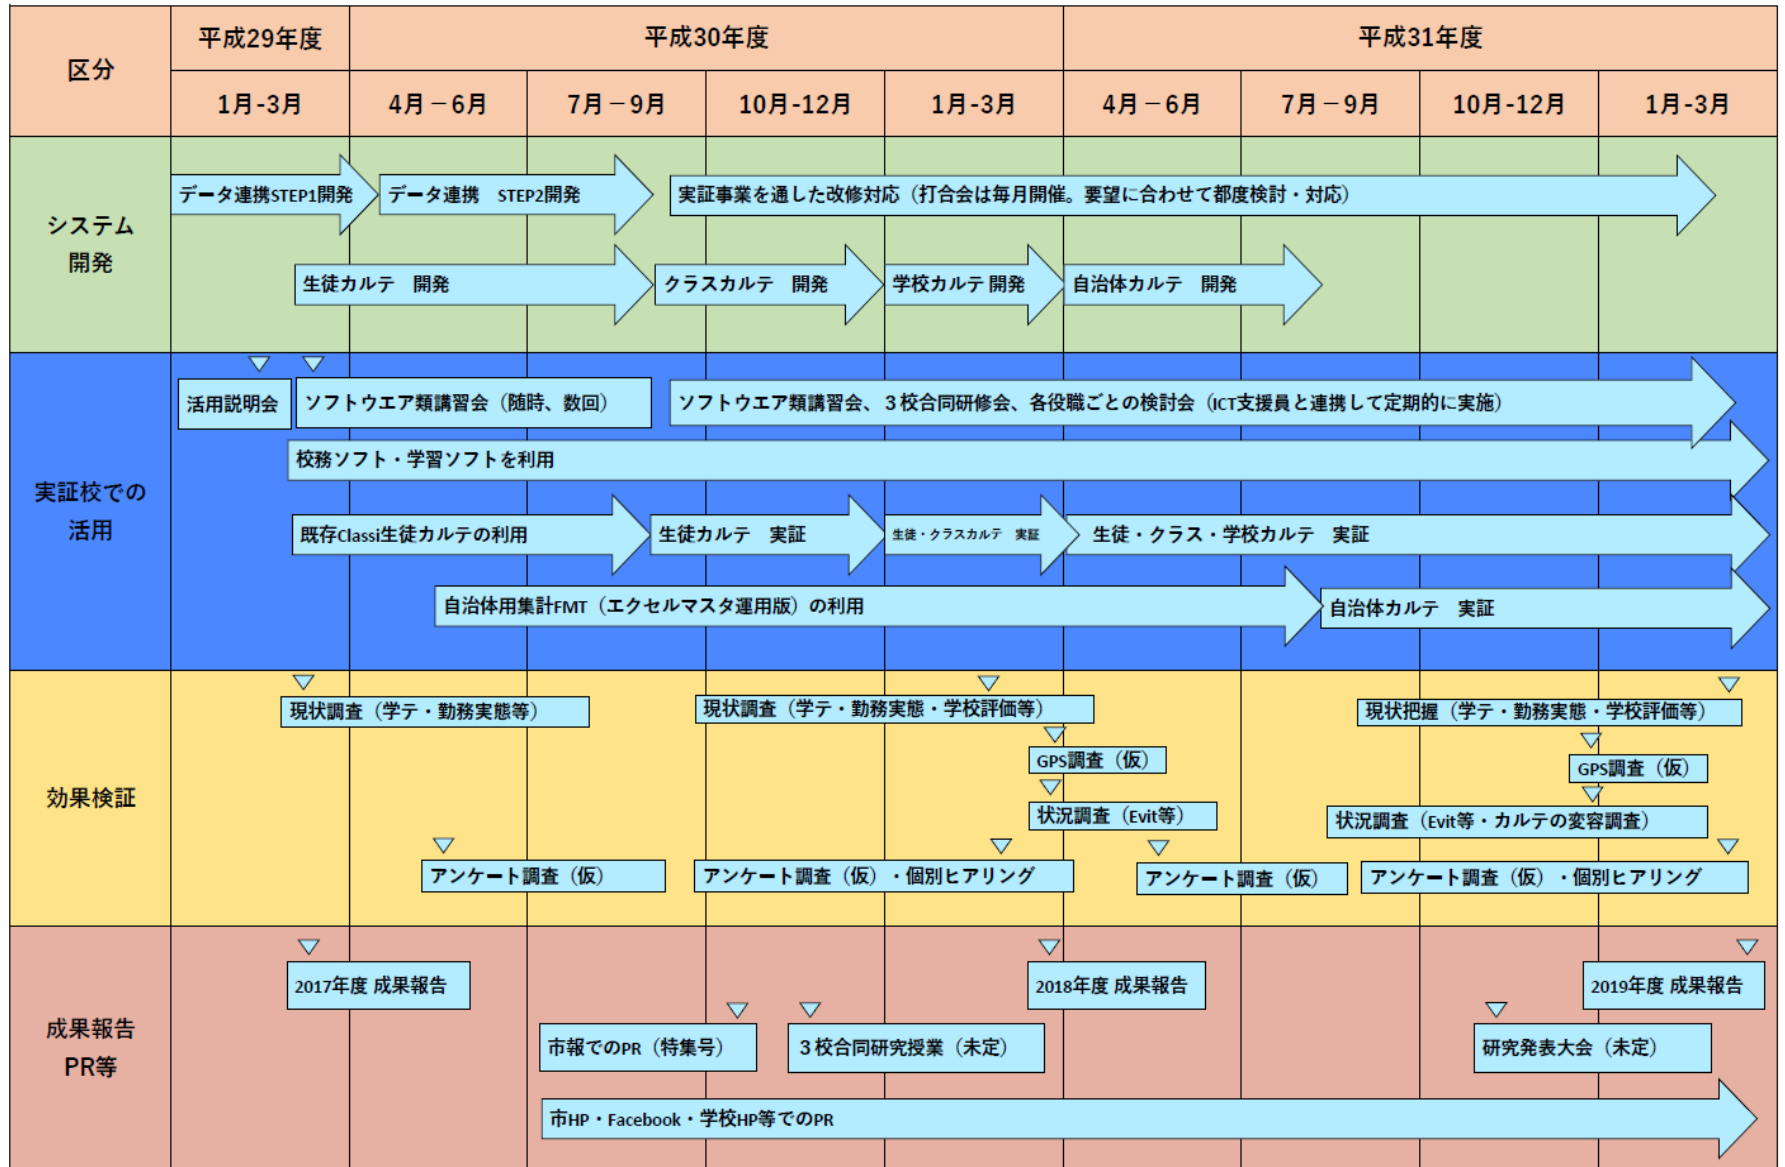 区分
平成29年度
平成30年度
平成31年度
1月-3月
4月－6月
7月－9月
10月-12月
1月-3月
4月－6月
7月－9月
10月-12月
1月-3月
システム
開発
データ連携STEP1開発
データ連携　STEP2開発
実証事業を通した改修対応（打合会は毎月開催。要望に合わせて都度検討・対応）
生徒カルテ　開発
クラスカルテ　開発
学校カルテ 開発
自治体カルテ　開発
実証校での
活用
活用説明会
ソフトウエア類講習会（随時、数回）
ソフトウエア類講習会、３校合同研修会、各役職ごとの検討会（ICT支援員と連携して定期的に実施）
校務ソフト・学習ソフトを利用
既存Classi生徒カルテの利用
生徒カルテ　実証
生徒・クラスカルテ　実証
生徒・クラス・学校カルテ　実証
自治体用集計FMT（エクセルマスタ運用版）の利用
自治体カルテ　実証
効果検証
現状調査（学テ・勤務実態等）
現状調査（学テ・勤務実態・学校評価等）
現状把握（学テ・勤務実態・学校評価等）
GPS調査（仮）
GPS調査（仮）
状況調査（Evit等）
状況調査（Evit等・カルテの変容調査）
アンケート調査（仮）
アンケート調査（仮）・個別ヒアリング
アンケート調査（仮）
アンケート調査（仮）・個別ヒアリング
成果報告
PR等
2017年度 成果報告
2018年度 成果報告
2019年度 成果報告
市報でのPR（特集号）
３校合同研究授業（未定）
研究発表大会（未定）
市HP・Facebook・学校HP等でのPR